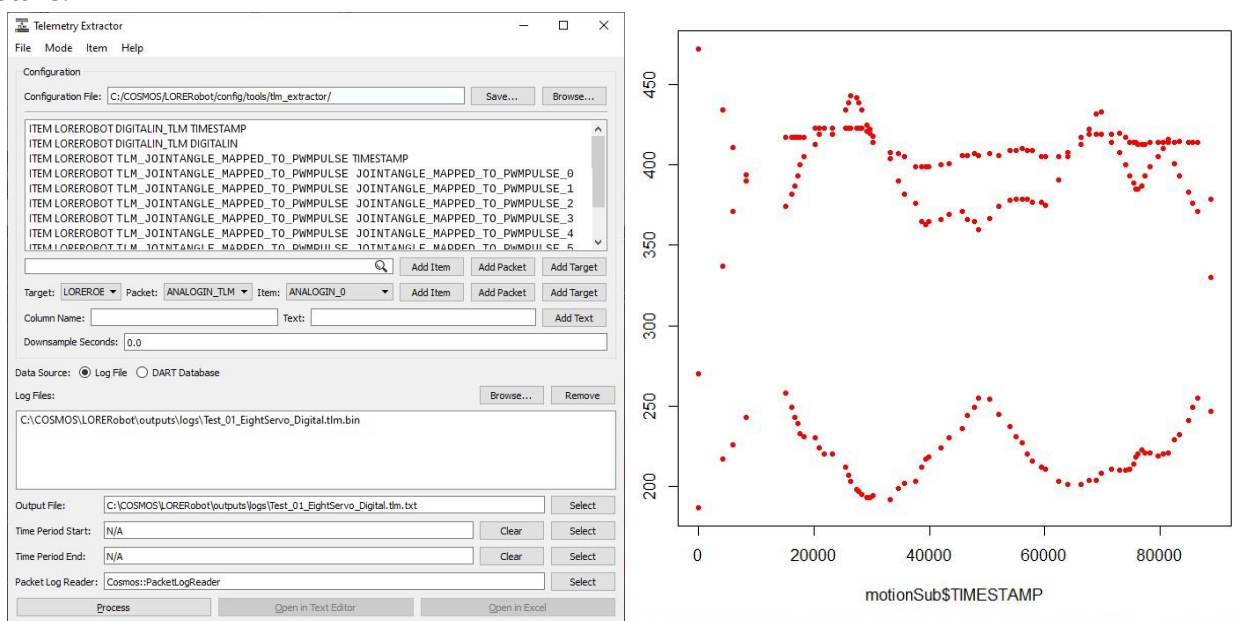 Telemetry Extractor
File Mode Item Help
Configuration
Configuration File: C:/COSMOS/LORERobot/config/tools/tlm_extractor/ Save... Browse...
ITEM LOREROBOT DIGITALIN_TLM TIMESTAMP
ITEM LOREROBOT DIGITALIN_TLM DIGITALIN
ITEM LOREROBOT TLM_JOINTANGLE_MAPPED_TO_PWMPULSE TIMESTAMP
ITEM LOREROBOT TLM_JOINTANGLE_MAPPED_TO_PWMPULSE JOINTANGLE_MAPPED_TO_PWMPULSE_0
ITEM LOREROBOT TLM_JOINTANGLE_MAPPED_TO_PWMPULSE JOINTANGLE_MAPPED_TO_PWMPULSE_1
ITEM LOREROBOT TLM_JOINTANGLE_MAPPED_TO_PWMPULSE JOINTANGLE_MAPPED_TO_PWMPULSE_2
ITEM LOREROBOT TLM_JOINTANGLE_MAPPED_TO_PWMPULSE JOINTANGLE_MAPPED_TO_PWMPULSE_3
ITEM LOREROBOT TLM_JOINTANGLE_MAPPED_TO_PWMPULSE JOINTANGLE_MAPPED_TO_PWMPULSE_4
ITEM LOREROBOT TLM_JOINTANGLE_MAPPED_TO_PWMPULSE JOINTANGLE_MAPPED_TO_PWMPULSE_5
Add Item Add Packet Add Target
Target: LOREROE Packet: ANALOGIN_TLM Item: ANALOGIN_0 Add Item Add Packet Add Target
Column Name: Text: Add Text
Downsample Seconds: 0.0
Data Source: Log File DART Database
Log Files: Browse... Remove
C:\COSMOS\LORERobot\outputs\logs\Test_01_EightServo_Digital.tlm.bin
Output File: C:\COSMOS\LORERobot\outputs\logs\Test_01_EightServo_Digital.tlm.txt Select
Time Period Start: N/A Clear Select
Time Period End: N/A Clear Select
Packet Log Reader: Cosmos::PacketLogReader Select
Process Open in Text Editor Open in Excel
450
400
350
300
250
200
0 20000 40000 60000 80000
motionSub$TIMESTAMP